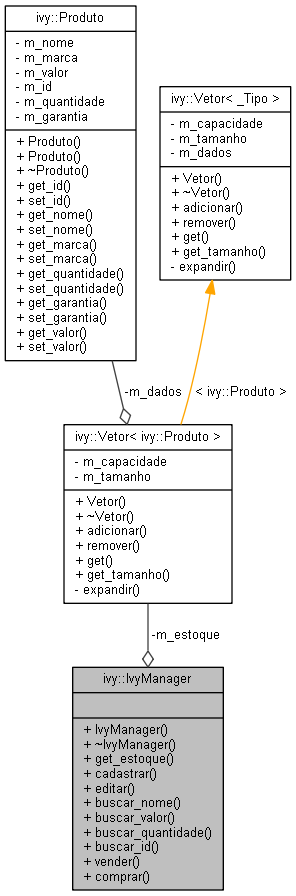 ivy::Produto
- m_nome
- m_marca
- m_valor
- m_id
- m_quantidade
- m_garantia
+ Produto()
+ Produto()
+ ~Produto()
+ get_id()
+ set_id()
+ get_nome()
+ set_nome()
+ get_marca()
+ set_marca()
+ get_quantidade()
+ set_quantidade()
+ get_garantia()
+ set_garantia()
+ get_valor()
+ set_valor()
ivy::Vetor< _Tipo >
- m_capacidade
- m_tamanho
- m_dados
+ Vetor()
+ ~Vetor()
+ adicionar()
+ remover()
+ get()
+ get_tamanho()
- expandir()
-m_dados
< ivy::Produto >
ivy::Vetor< ivy::Produto >
- m_capacidade
- m_tamanho
+ Vetor()
+ ~Vetor()
+ adicionar()
+ remover()
+ get()
+ get_tamanho()
- expandir()
-m_estoque
ivy::IvyManager
+ IvyManager()
+ ~IvyManager()
+ get_estoque()
+ cadastrar()
+ editar()
+ buscar_nome()
+ buscar_valor()
+ buscar_quantidade()
+ buscar_id()
+ vender()
+ comprar()